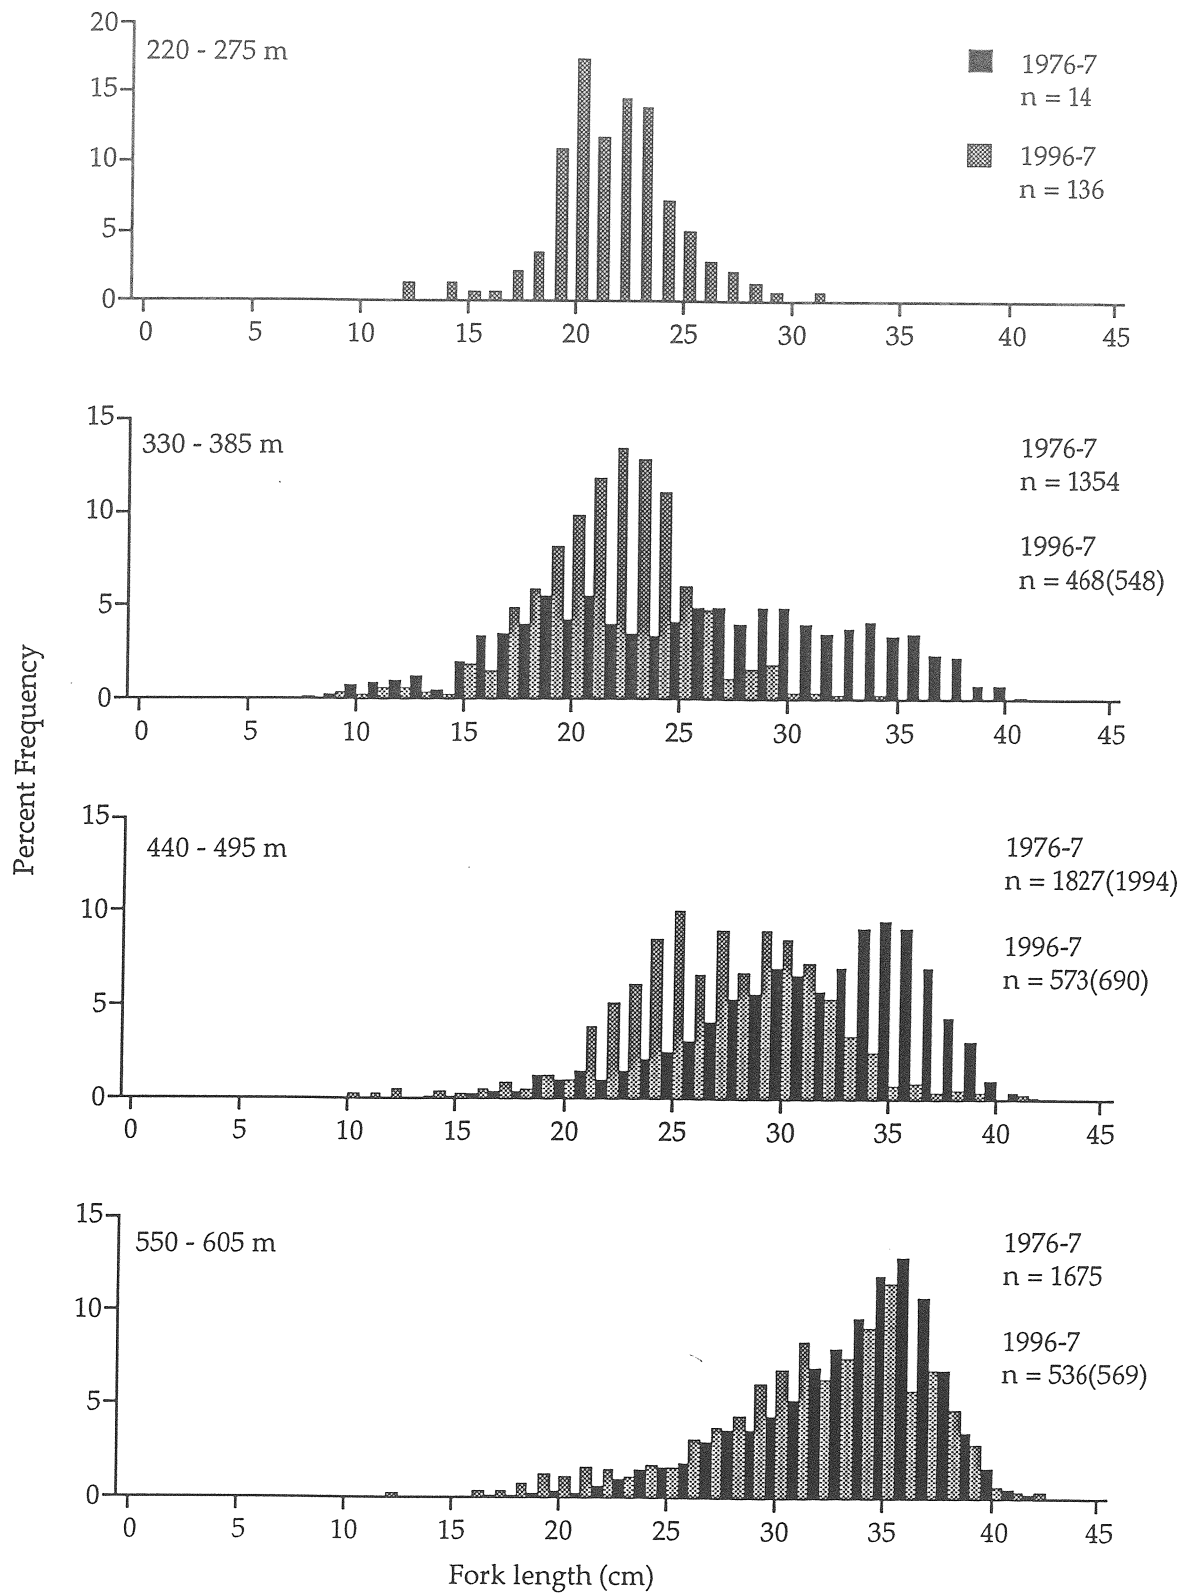 20
220 - 275 m
1976-7
n = 14
15
1996-7
n = 136
10
5
0
0 5 10 15 20 25 30 35 40 45
15
330 - 385 m
1976-7
n = 1354
10
1996-7
n = 468(548)
5
0
0 5 10 15 20 25 30 35 40 45
Percent Frequency
15
440 - 495 m
1976-7
n = 1827(1994)
10
1996-7
n = 573(690)
5
0
0 5 10 15 20 25 30 35 40 45
15
550 - 605 m
1976-7
n = 1675
10
1996-7
n = 536(569)
5
0
0 5 10 15 20 25 30 35 40 45
Fork length (cm)